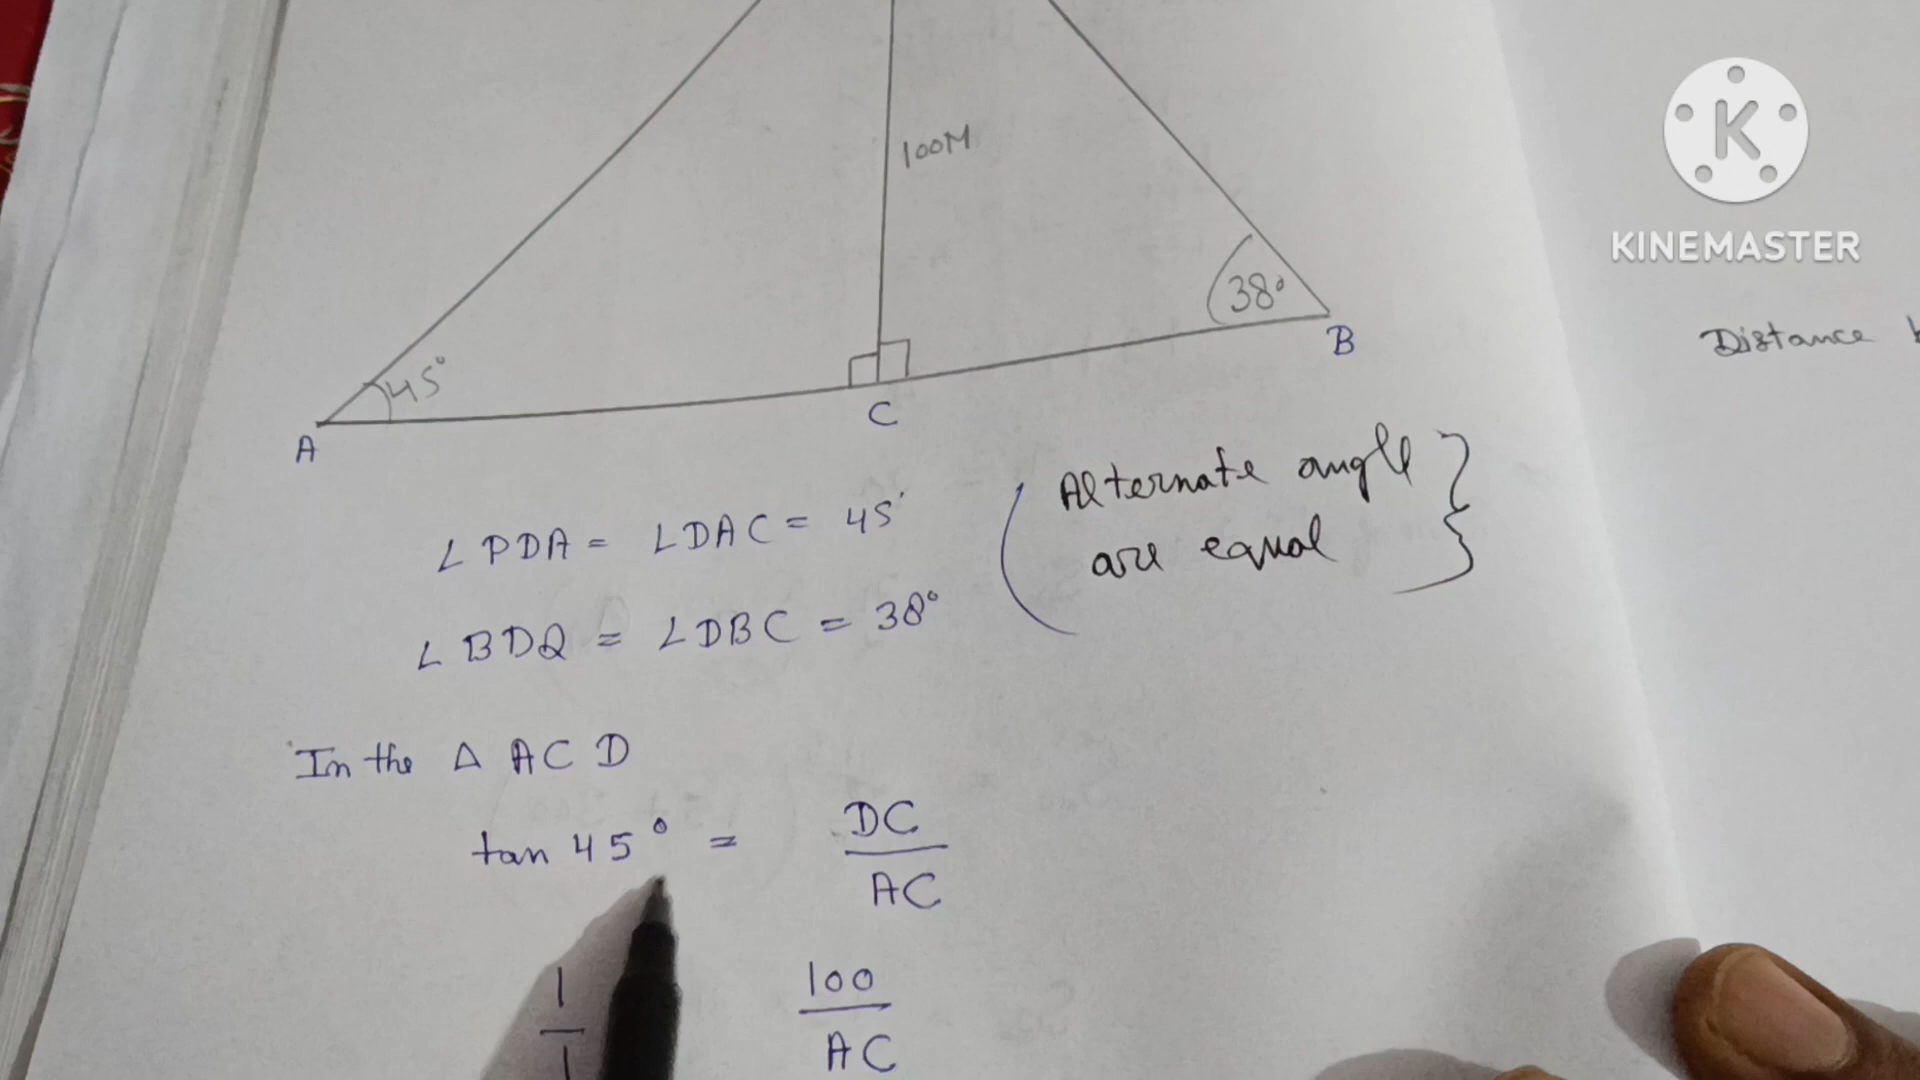 100M
K
KINEMASTER
38°
45°
A
C
B
Distance
∠PDA = ∠DAC = 45°
(Alternate angle
are equal}
∠BDQ = ∠DBC = 38°
In the △ ACD
tan 45° = DC/AC
1/1 100/AC